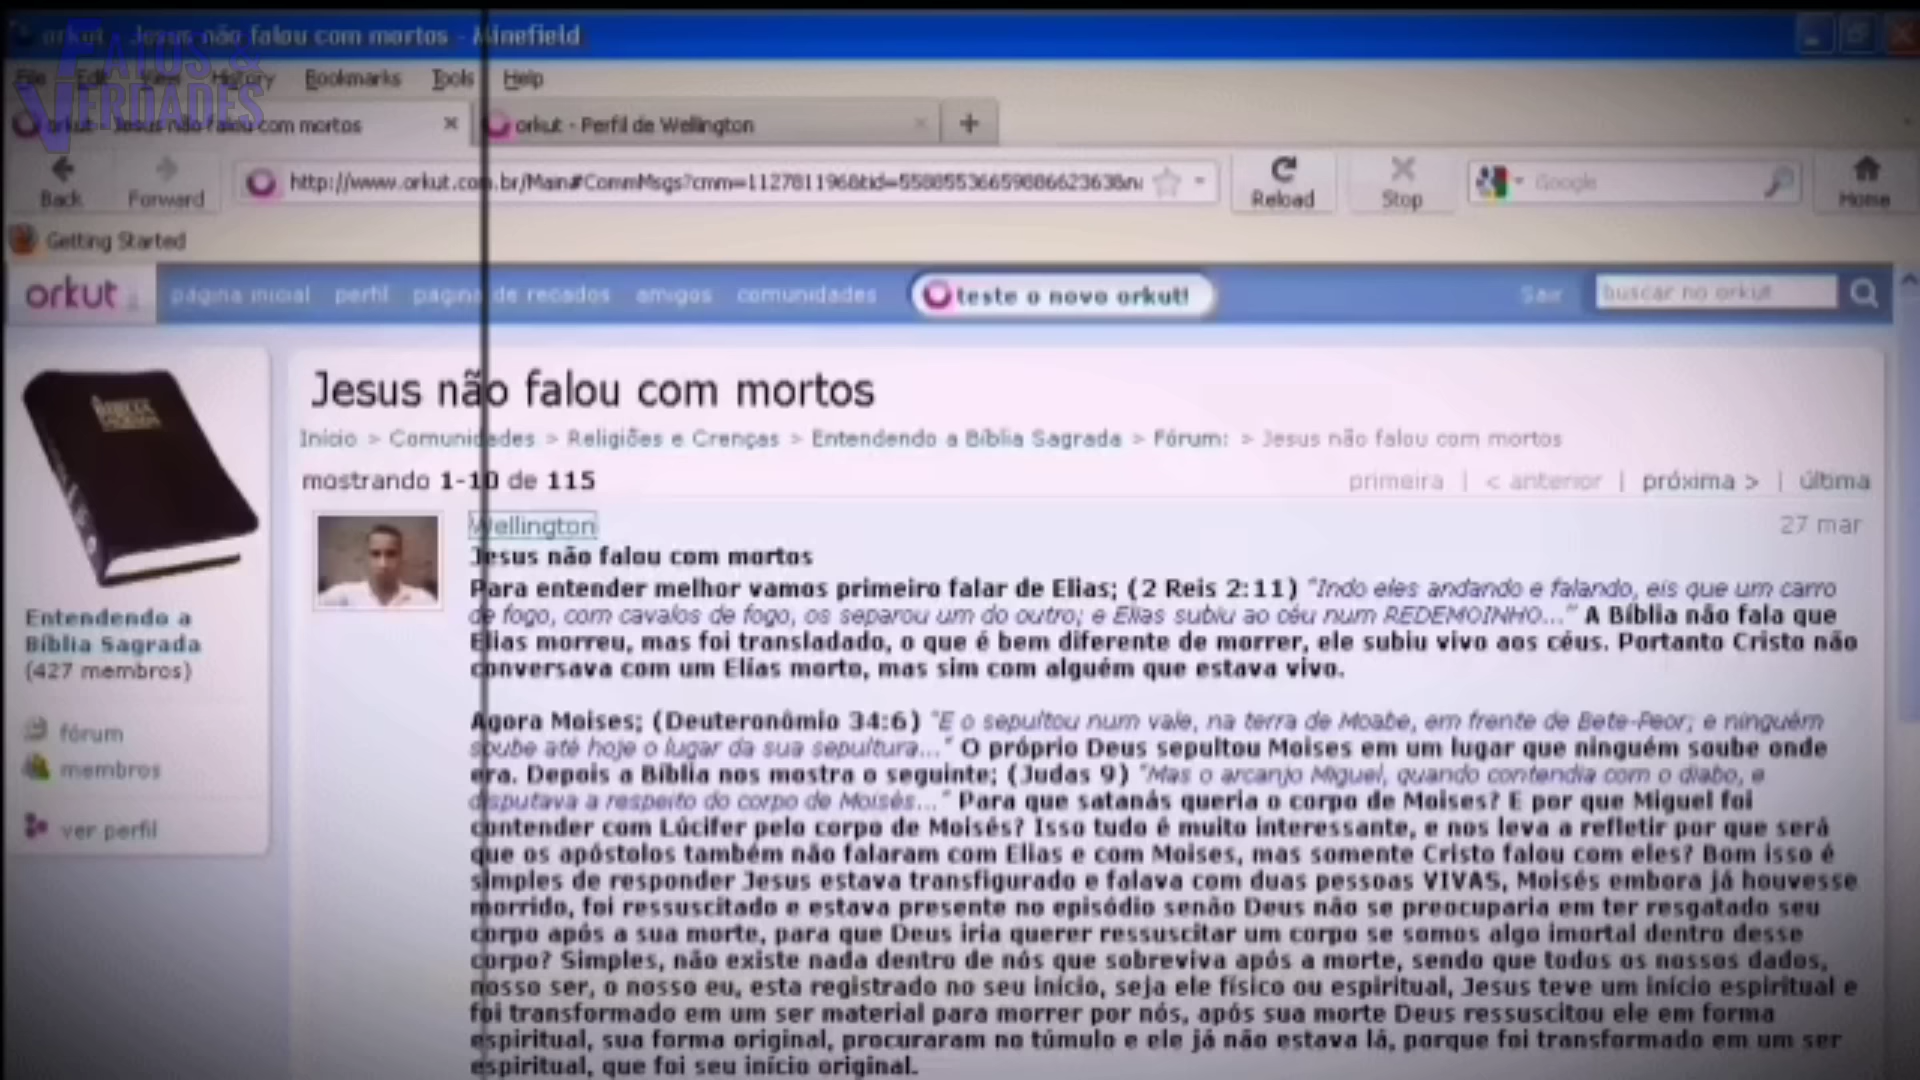 orkut - Jesus não falou com mortos - Minefield
FATOS &
VERDADES
File Edit View History Bookmarks Tools Help
orkut - Jesus não falou com mortos
orkut - Perfil de Wellington
Back Forward
Reload Stop Google Home
Getting Started
orkut página inicial perfil página de recados amigos comunidades teste o novo orkut! Sair buscar no orkut
Jesus não falou com mortos
Início > Comunidades > Religiões e Crenças > Entendendo a Bíblia Sagrada > Fórum: > Jesus não falou com mortos
mostrando 1-10 de 115 primeira | < anterior | próxima > | última
Wellington 27 mar
Jesus não falou com mortos
Para entender melhor vamos primeiro falar de Elias; (2 Reis 2:11) "Indo eles andando e falando, eis que um carro
de fogo, com cavalos de fogo, os separou um do outro; e Elias subiu ao céu num REDEMOINHO..." A Bíblia não fala que
Elias morreu, mas foi transladado, o que é bem diferente de morrer, ele subiu vivo aos céus. Portanto Cristo não
conversava com um Elias morto, mas sim com alguém que estava vivo.
Agora Moises; (Deuteronômio 34:6) "E o sepultou num vale, na terra de Moabe, em frente de Bete-Peor; e ninguém
soube até hoje o lugar da sua sepultura..." O próprio Deus sepultou Moises em um lugar que ninguém soube onde
era. Depois a Bíblia nos mostra o seguinte; (Judas 9) "Mas o arcanjo Miguel, quando contendia com o diabo, e
disputava a respeito do corpo de Moisés..." Para que satanás queria o corpo de Moises? E por que Miguel foi
contender com Lúcifer pelo corpo de Moisés? Isso tudo é muito interessante, e nos leva a refletir por que será
que os apóstolos também não falaram com Elias e com Moises, mas somente Cristo falou com eles? Bom isso é
simples de responder Jesus estava transfigurado e falava com duas pessoas VIVAS, Moisés embora já houvesse
morrido, foi ressuscitado e estava presente no episódio senão Deus não se preocuparia em ter resgatado seu
corpo após a sua morte, para que Deus iria querer ressuscitar um corpo se somos algo imortal dentro desse
corpo? Simples, não existe nada dentro de nós que sobreviva após a morte, sendo que todos os nossos dados,
nosso ser, o nosso eu, esta registrado no seu início, seja ele físico ou espiritual, Jesus teve um início espiritual e
foi transformado em um ser material para morrer por nós, após sua morte Deus ressuscitou ele em forma
espiritual, sua forma original, procuraram no túmulo e ele já não estava lá, porque foi transformado em um ser
espiritual, que foi seu início original.
Entendendo a
Bíblia Sagrada
(427 membros)
fórum
membros
ver perfil